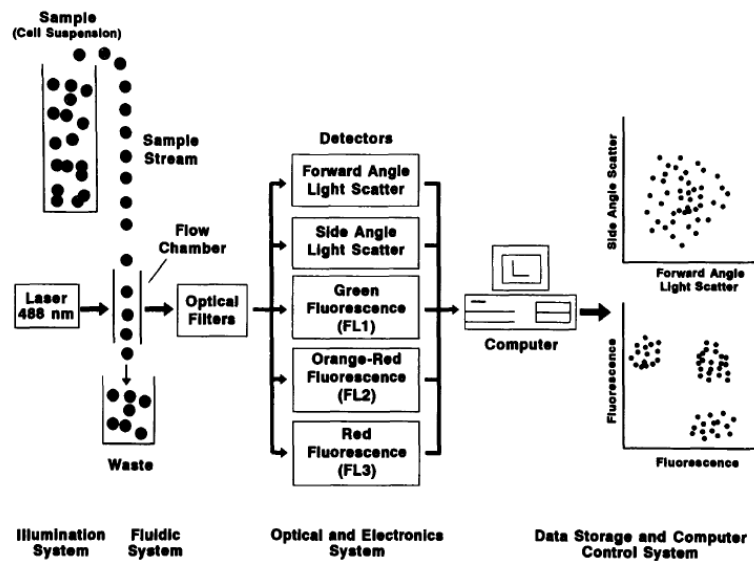 Sample
(Cell Suspension)
Sample
Stream
Flow
Chamber
Laser
488 nm
Optical
Filters
Waste
Detectors
Forward Angle
Light Scatter
Side Angle
Light Scatter
Green
Fluorescence
(FL1)
Orange-Red
Fluorescence
(FL2)
Red
Fluorescence
(FL3)
Computer
Side Angle Scatter
Forward Angle
Light Scatter
Fluorescence
Fluorescence
Illumination
System
Fluidic
System
Optical and Electronics
System
Data Storage and Computer
Control System